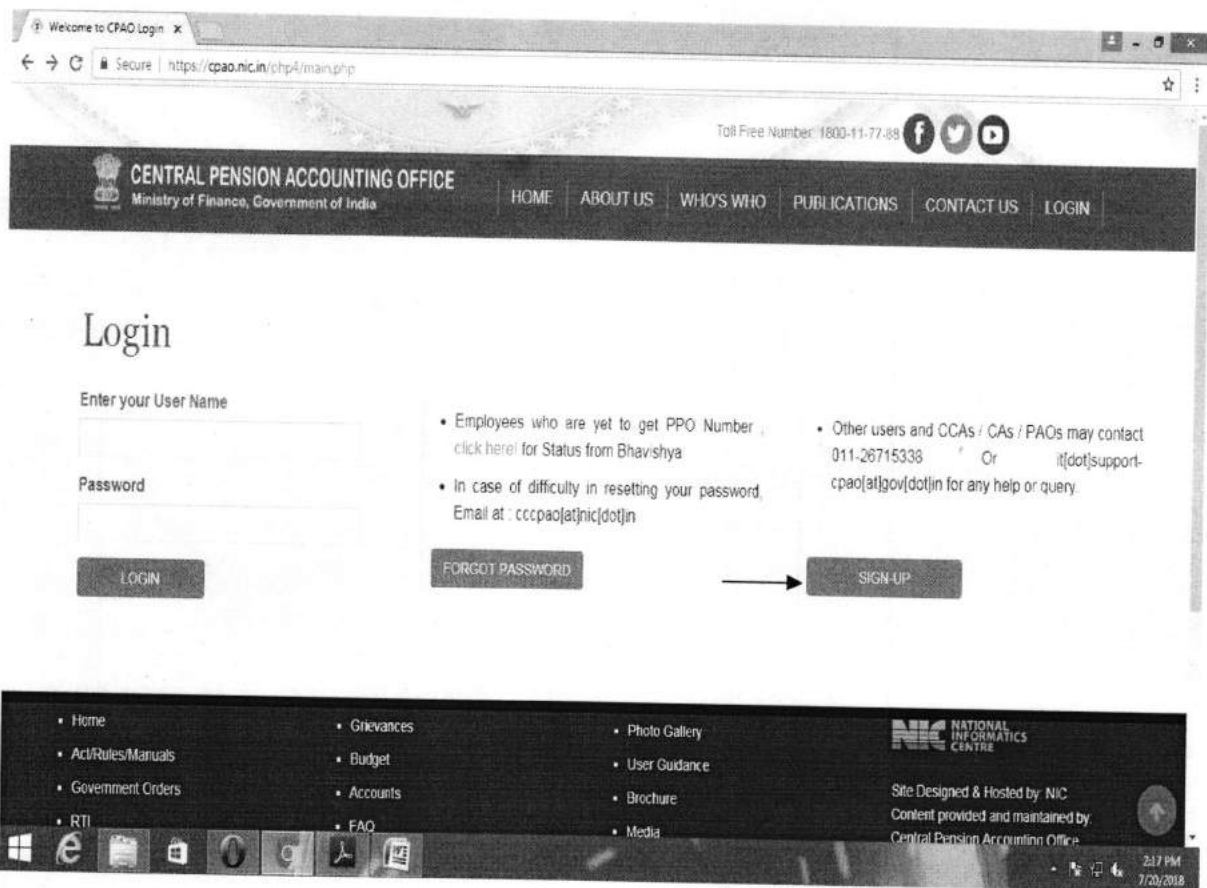 Welcome to CPAO Login x
Secure | https://cpao.nic.in/php4/main.php
Toll Free Number: 1800-11-77-88
CENTRAL PENSION ACCOUNTING OFFICE
Ministry of Finance, Government of India
HOME
ABOUT US
WHO'S WHO
PUBLICATIONS
CONTACT US
LOGIN
Login
Enter your User Name
Password
LOGIN
• Employees who are yet to get PPO Number ,
click here! for Status from Bhavishya
• In case of difficulty in resetting your password,
Email at : cccpao[at]nic[dot]in
FORGOT PASSWORD
• Other users and CCAs / CAs / PAOs may contact
011-26715338 Or it[dot]support-
cpao[at]gov[dot]in for any help or query.
SIGN-UP
• Home
• Act/Rules/Manuals
• Government Orders
• RTI
• Grievances
• Budget
• Accounts
• FAQ
• Photo Gallery
• User Guidance
• Brochure
• Media
NIC NATIONAL
INFORMATICS
CENTRE
Site Designed & Hosted by: NIC
Content provided and maintained by:
Central Pension Accounting Office
2:17 PM
7/20/2018